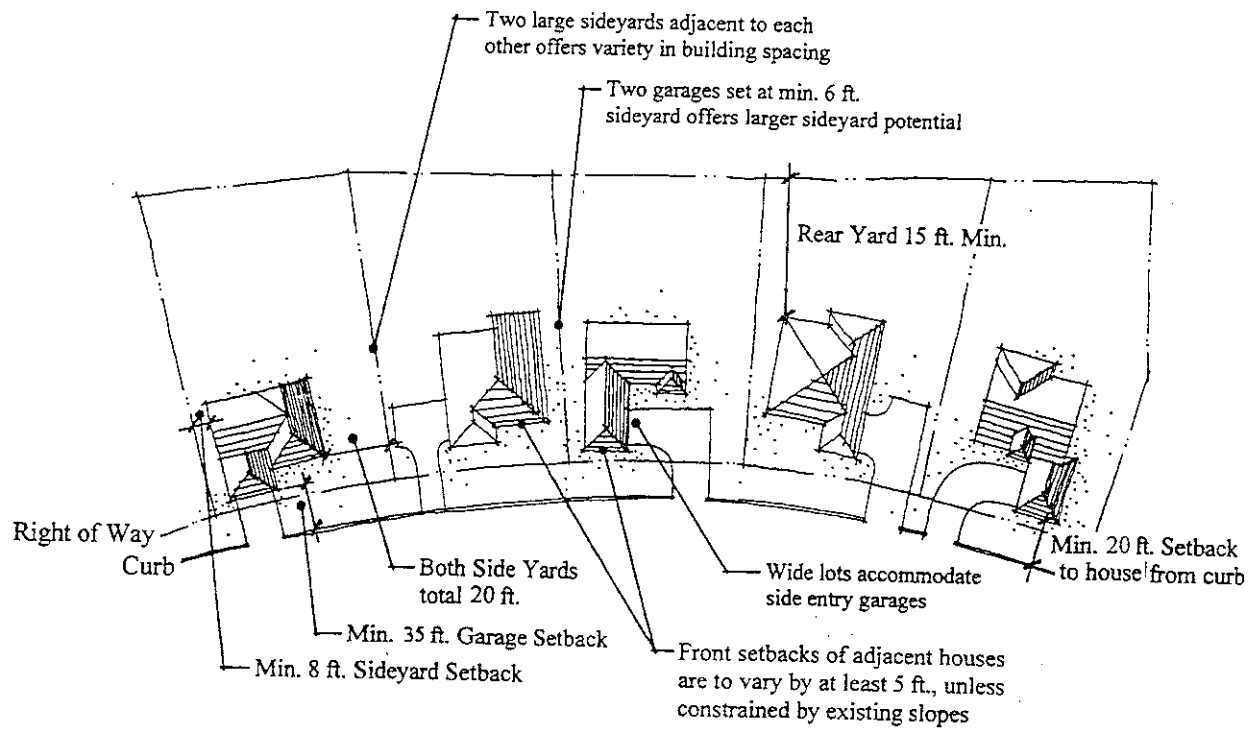 Two large sideyards adjacent to each
other offers variety in building spacing
Two garages set at min. 6 ft.
sideyard offers larger sideyard potential
Rear Yard 15 ft. Min.
Right of Way
Curb
Both Side Yards
total 20 ft.
Min. 35 ft. Garage Setback
Min. 8 ft. Sideyard Setback
Wide lots accommodate
side entry garages
Front setbacks of adjacent houses
are to vary by at least 5 ft., unless
constrained by existing slopes
Min. 20 ft. Setback
to house from curb